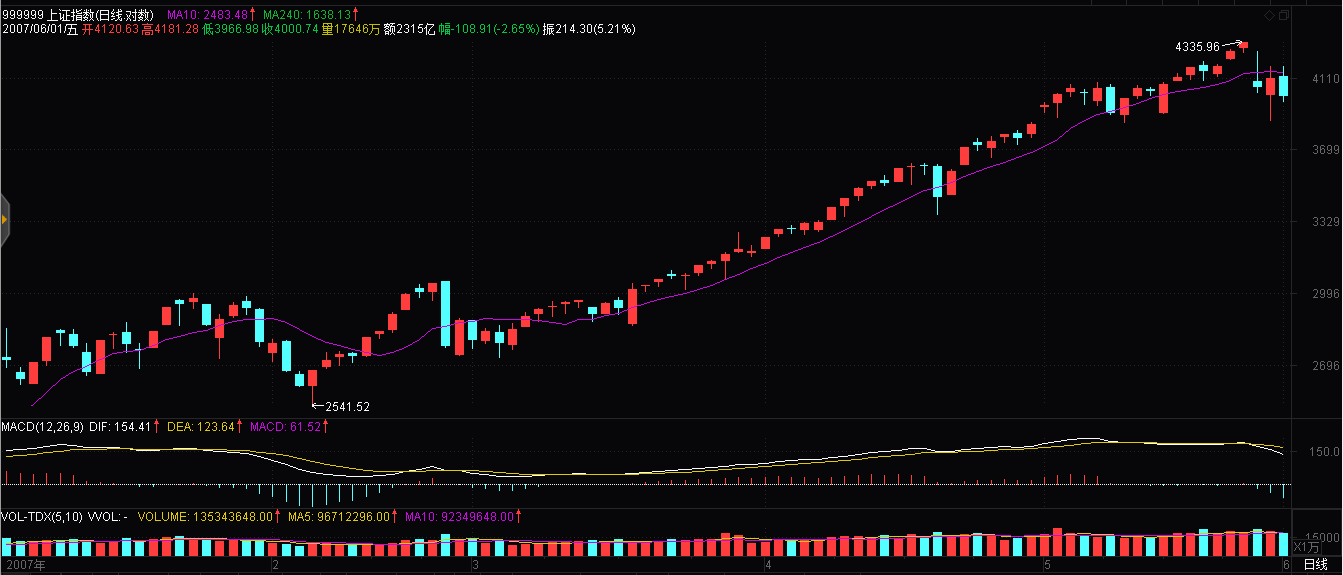 999999 上证指数(日线.对数) MA10: 2483.48↑ MA240: 1638.13↑
2007/06/01/五 开4120.63 高4181.28 低3966.98 收4000.74 量17646万 额2315亿 幅-108.91(-2.65%) 振214.30(5.21%)
4335.96
4110
3699
3329
2996
2696
2541.52
MACD(12,26,9) DIF: 154.41↑ DEA: 123.64↑ MACD: 61.52↑
150.0
VOL-TDX(5,10) VVOL: - VOLUME: 135343648.00↑ MA5: 96712296.00↑ MA10: 92349648.00↑
15000
X1万
2007年 2 3 4 5 6 日线